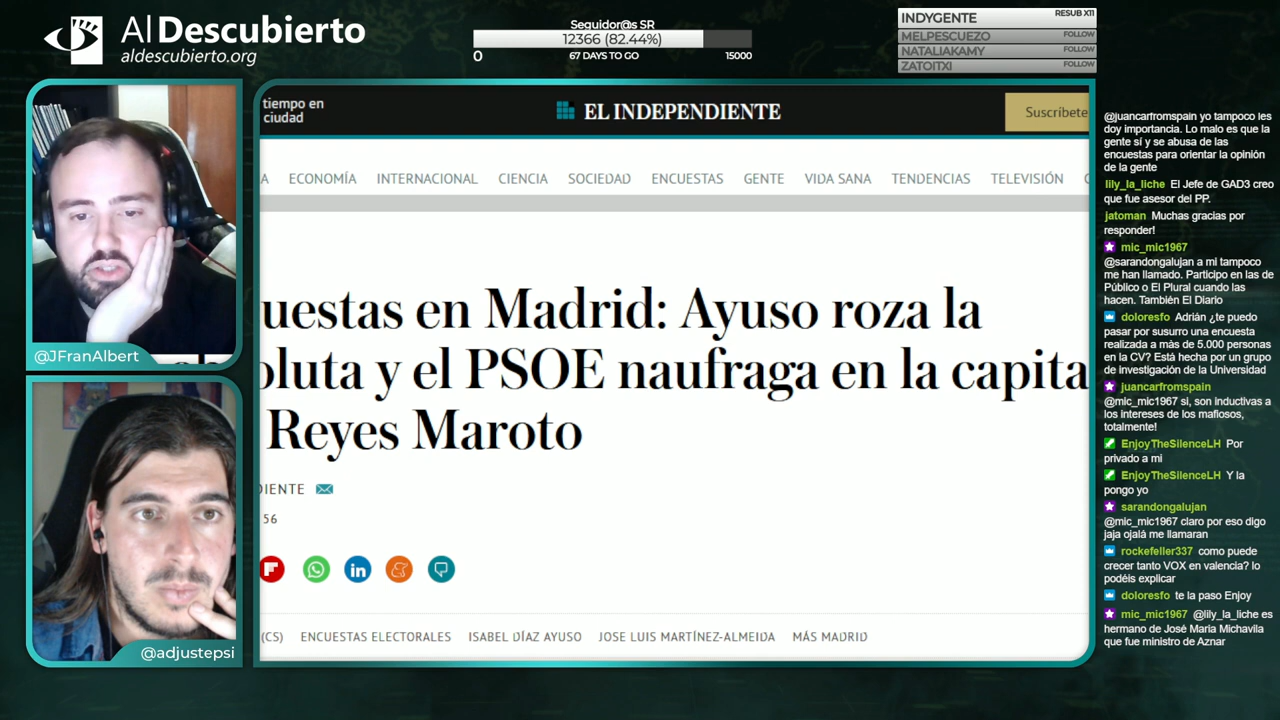 Al Descubierto
aldescubierto.org
Seguidor@s SR
12366 (82.44%)
0
67 DAYS TO GO
15000
INDYGENTE
RESUB X11
MELPESCUEZO
FOLLOW
NATALIAKAMY
FOLLOW
ZATOITXI
FOLLOW
@JFranAlbert
@adjustepsi
tiempo en
ciudad
EL INDEPENDIENTE
Suscríbete
A ECONOMÍA INTERNACIONAL CIENCIA SOCIEDAD ENCUESTAS GENTE VIDA SANA TENDENCIAS TELEVISIÓN
uestas en Madrid: Ayuso roza la
oluta y el PSOE naufraga en la capita
Reyes Maroto
DIENTE
56
(CS) ENCUESTAS ELECTORALES ISABEL DÍAZ AYUSO JOSE LUIS MARTÍNEZ-ALMEIDA MÁS MADRID
@juancarfromspain yo tampoco les
doy importancia. Lo malo es que la
gente sí y se abusa de las
encuestas para orientar la opinión
de la gente
lily_la_liche El Jefe de GAD3 creo
que fue asesor del PP.
jatoman Muchas gracias por
responder!
mic_mic1967
@sarandongalujan a mi tampoco
me han llamado. Participo en las de
Público o El Plural cuando las
hacen. También El Diario
doloresfo Adrián ¿te puedo
pasar por susurro una encuesta
realizada a màs de 5.000 personas
en la CV? Está hecha por un grupo
de investigación de la Universidad
juancarfromspain
@mic_mic1967 si, son inductivas a
los intereses de los mafiosos,
totalmente!
EnjoyTheSilenceLH Por
privado a mi
EnjoyTheSilenceLH Y la
pongo yo
sarandongalujan
@mic_mic1967 claro por eso digo
jaja ojalá me llamaran
rockefeller337 como puede
crecer tanto VOX en valencia? lo
podéis explicar
doloresfo te la paso Enjoy
mic_mic1967 @lily_la_liche es
hermano de José María Michavila
que fue ministro de Aznar